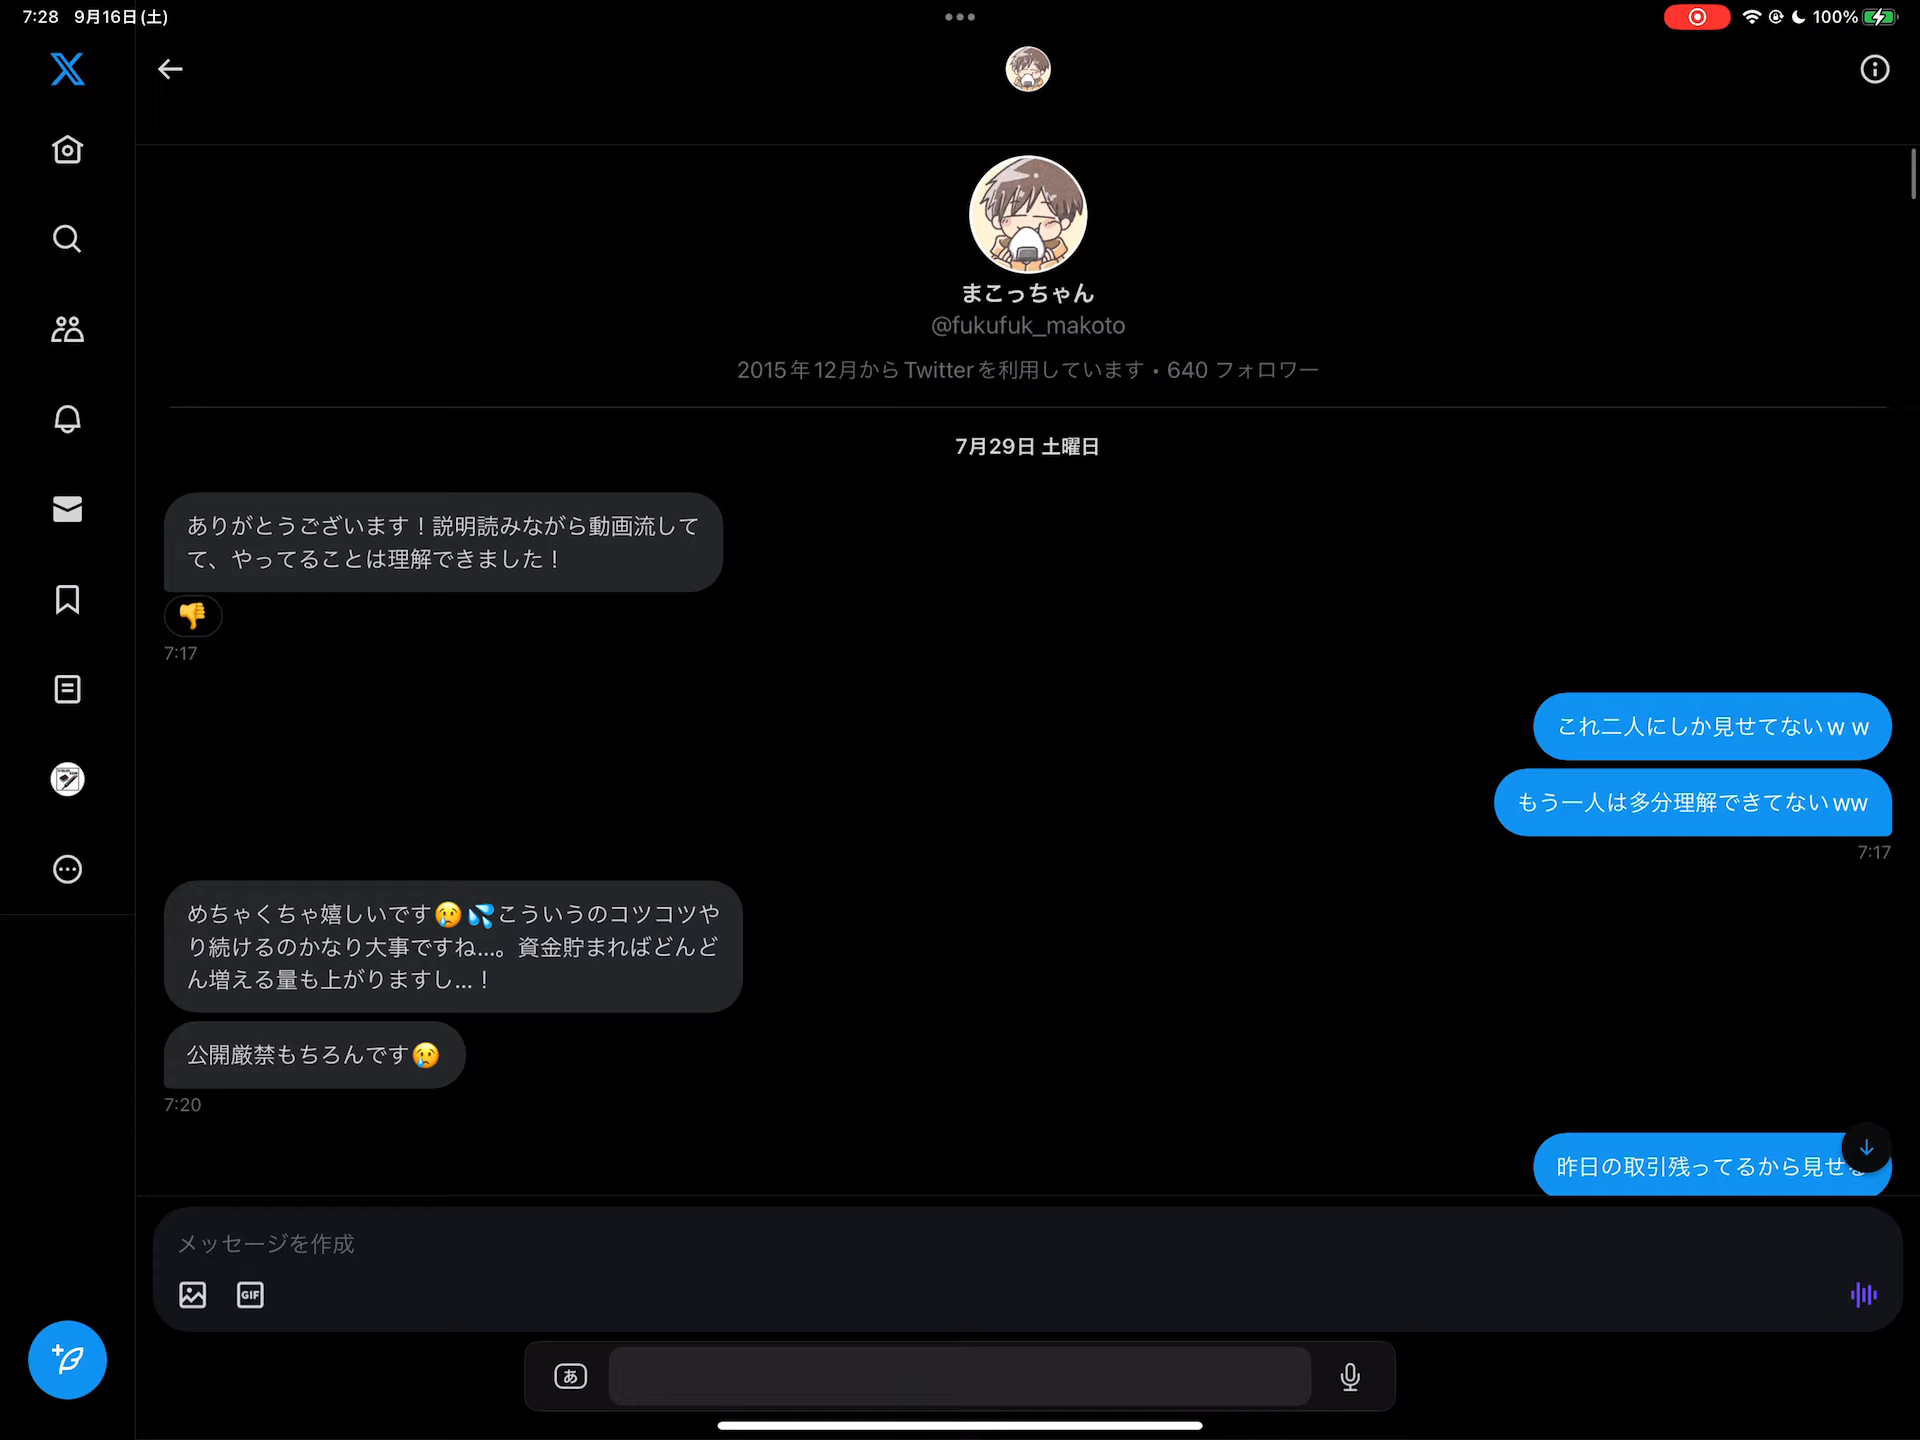 7:28 9月16日(土)
100%
まこっちゃん
@fukufuk_makoto
2015年12月からTwitterを利用しています・640 フォロワー
7月29日 土曜日
ありがとうございます！説明読みながら動画流して
て、やってることは理解できました！
👎
7:17
これ二人にしか見せてないw w
もう一人は多分理解できてないww
7:17
めちゃくちゃ嬉しいです😢💦こういうのコツコツや
り続けるのかなり大事ですね…。資金貯まればどんど
ん増える量も上がりますし…！
公開厳禁もちろんです😢
7:20
昨日の取引残ってるから見せ
メッセージを作成
GIF
あ